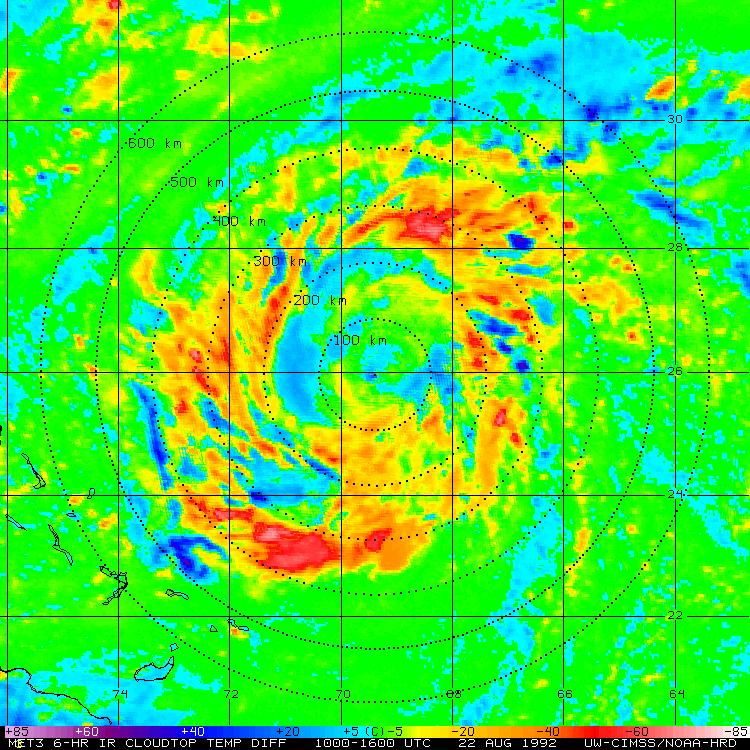 30
600 km
500 km
400 km
28
300 km
200 km
100 km
26
24
22
74 72 70 68 66 64
+85 +60 +40 +20 +5 (C) -5 -20 -40 -60 -85
MET3 6-HR IR CLOUDTOP TEMP DIFF 1000-1600 UTC 22 AUG 1992 UW-CIMSS/NOAA-HRD